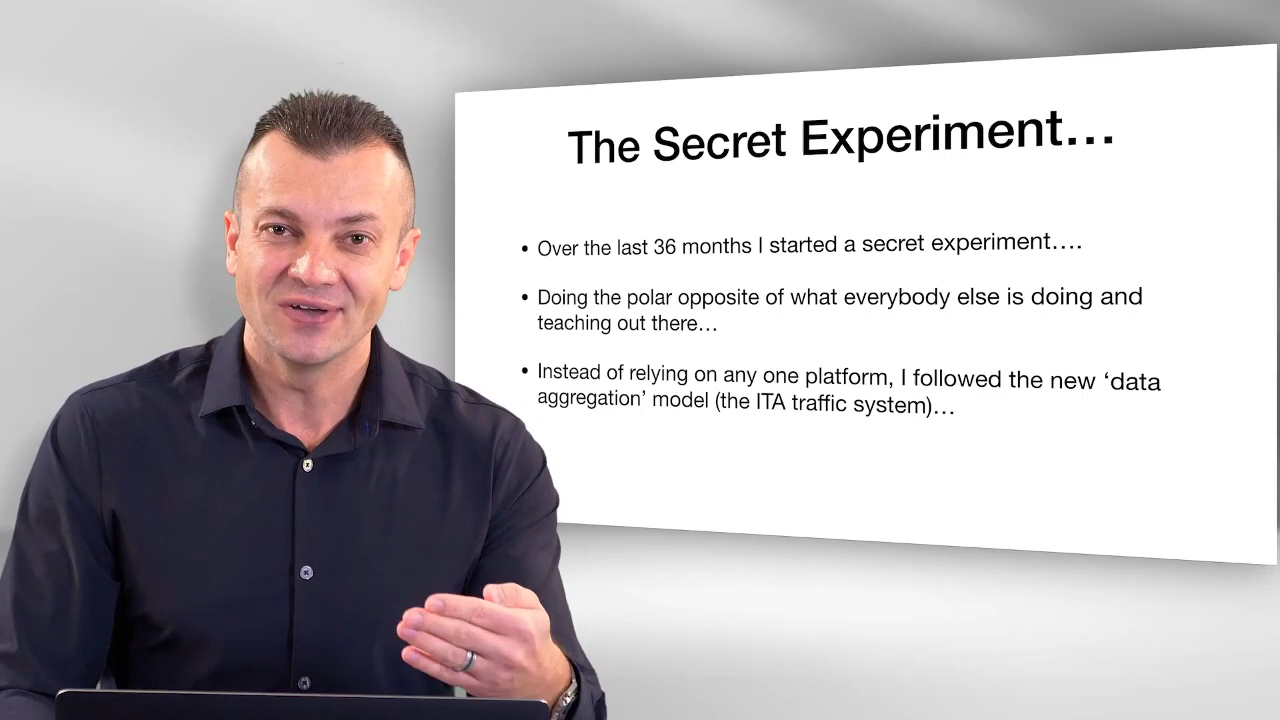 The Secret Experiment...
• Over the last 36 months I started a secret experiment....
• Doing the polar opposite of what everybody else is doing and
teaching out there...
• Instead of relying on any one platform, I followed the new ‘data
aggregation’ model (the ITA traffic system)...